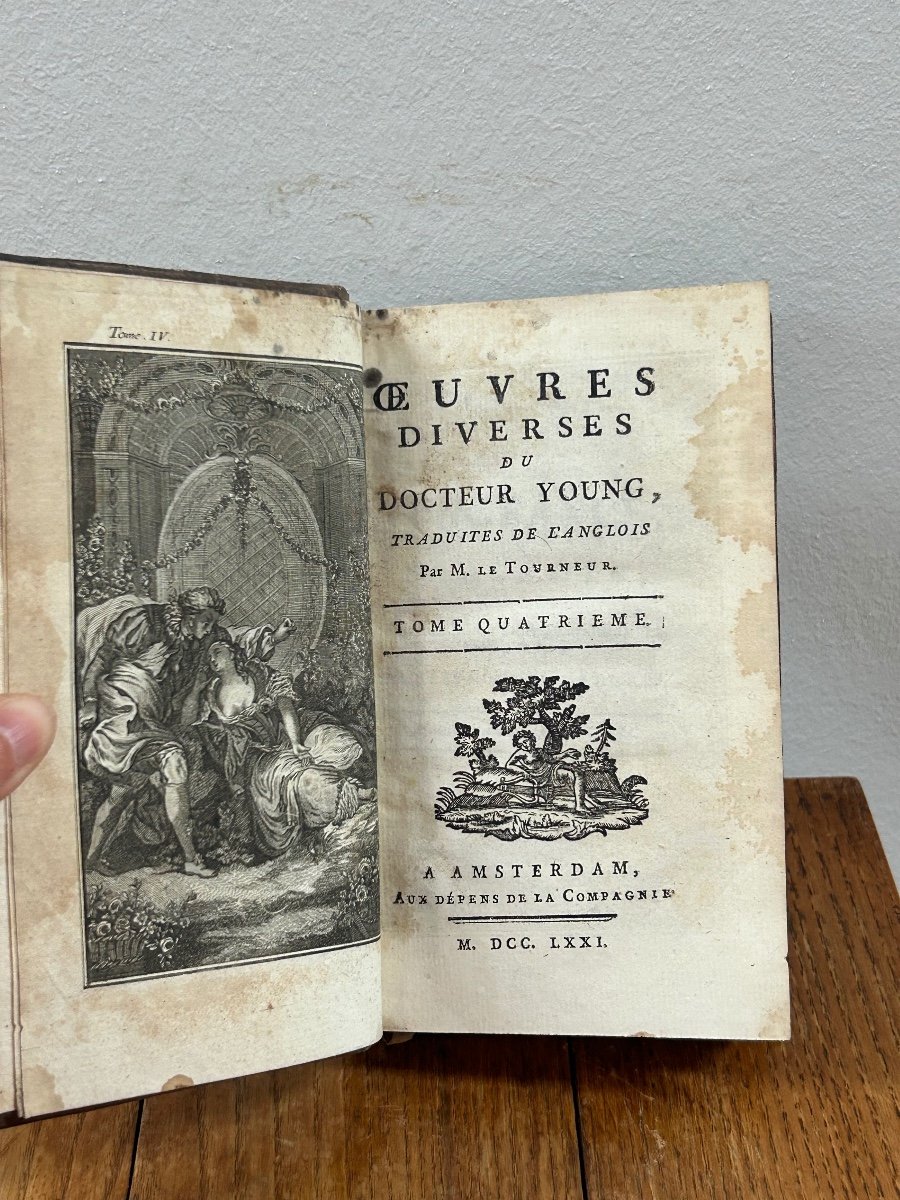 Tome. IV
ŒUVRES
DIVERSES
DU
DOCTEUR YOUNG,
TRADUITES DE L'ANGLOIS
Par M. LE TOURNEUR.
TOME QUATRIEME.
A AMSTERDAM,
AUX DÉPENS DE LA COMPAGNIE
M. DCC. LXXI.